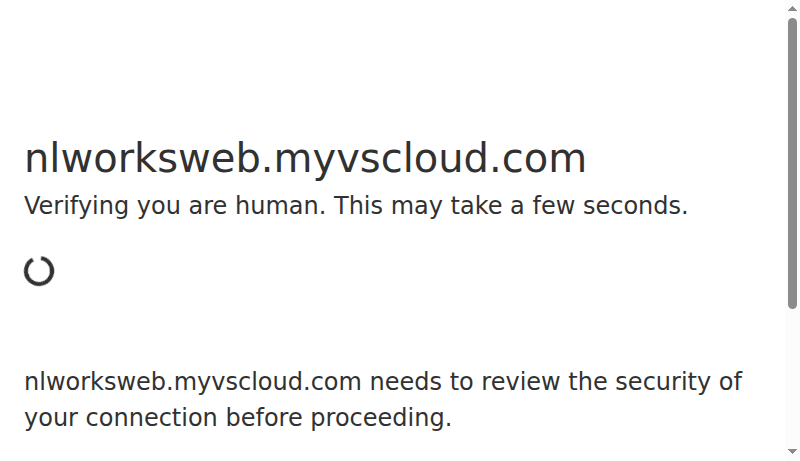 nlworksweb.myvscloud.com
Verifying you are human. This may take a few seconds.
nlworksweb.myvscloud.com needs to review the security of
your connection before proceeding.